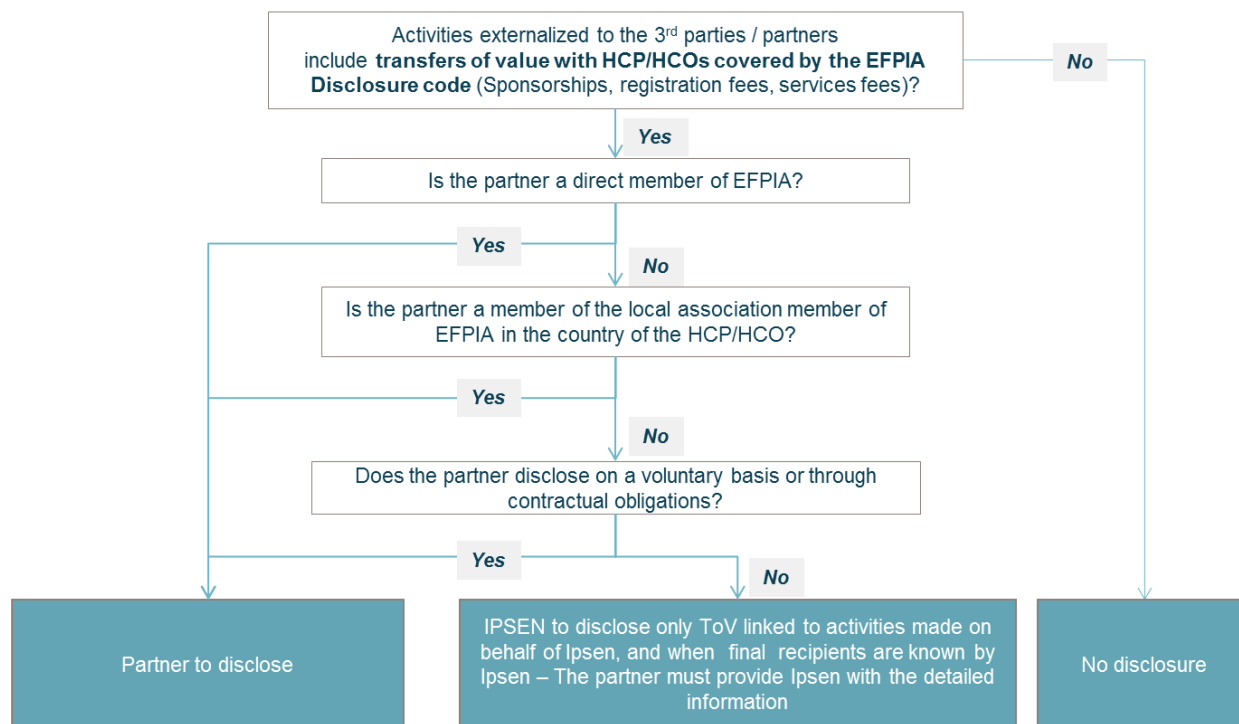 Activities externalized to the 3rd parties / partners
include transfers of value with HCP/HCOs covered by the EFPIA
Disclosure code (Sponsorships, registration fees, services fees)?
No
Yes
Is the partner a direct member of EFPIA?
Yes
No
Is the partner a member of the local association member of
EFPIA in the country of the HCP/HCO?
Yes
No
Does the partner disclose on a voluntary basis or through
contractual obligations?
Yes
No
Partner to disclose
IPSEN to disclose only ToV linked to activities made on
behalf of Ipsen, and when final recipients are known by
Ipsen – The partner must provide Ipsen with the detailed
information
No disclosure